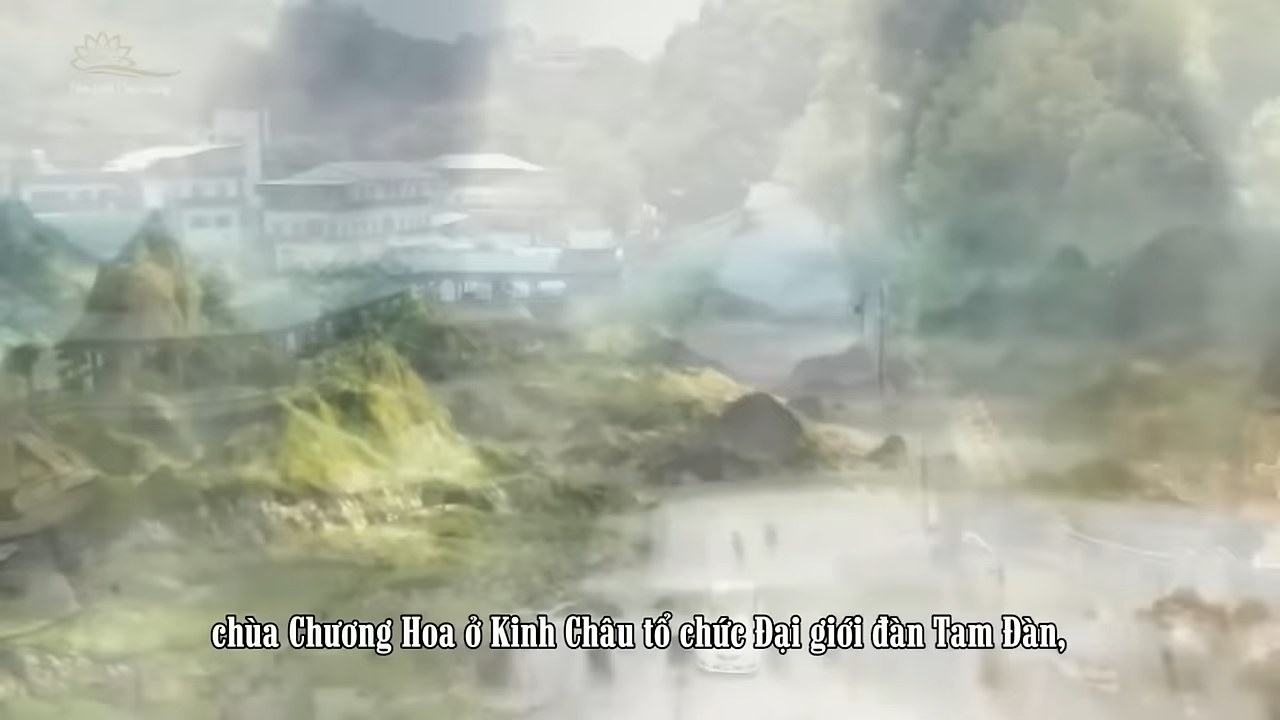 chùa Chương Hoa ở Kinh Châu tổ chức Đại giới đàn Tam Đàn,